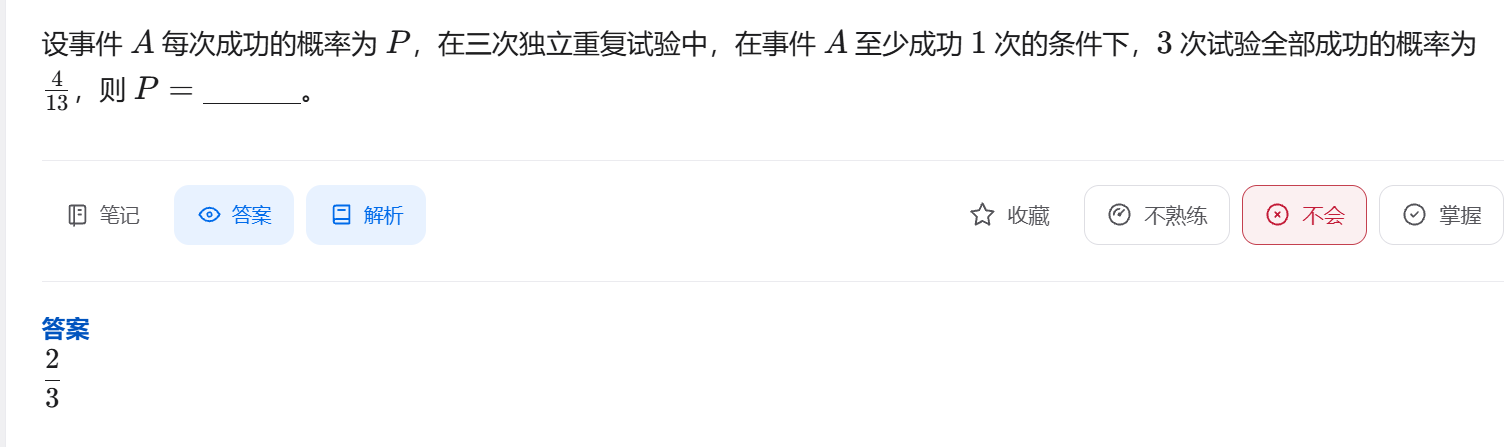 设事件 A 每次成功的概率为 P，在三次独立重复试验中，在事件 A 至少成功 1 次的条件下，3 次试验全部成功的概率为
4/13，则 P = ______。
笔记 答案 解析 收藏 不熟练 不会 掌握
答案
2/3